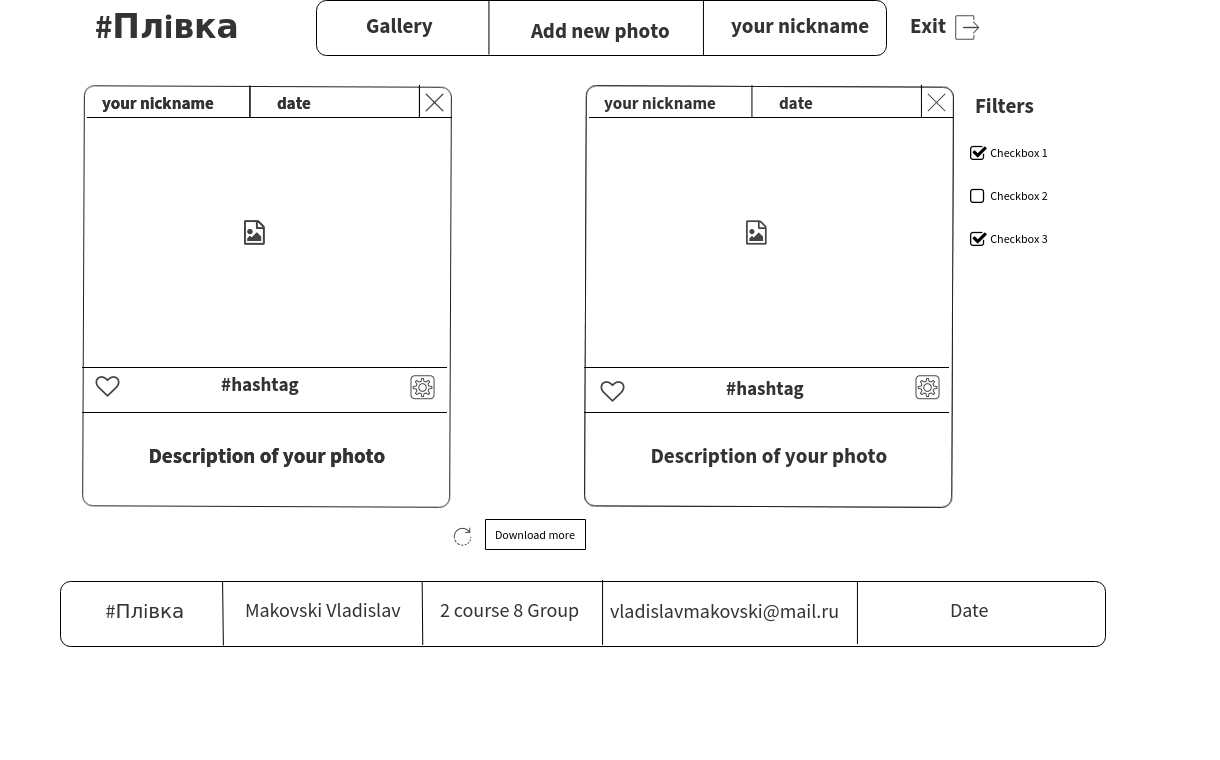 #Плівка
Gallery
Add new photo
your nickname
Exit
your nickname
date
your nickname
date
Filters
Checkbox 1
Checkbox 2
Checkbox 3
#hashtag
#hashtag
Description of your photo
Description of your photo
Download more
#Плівка
Makovski Vladislav
2 course 8 Group
vladislavmakovski@mail.ru
Date